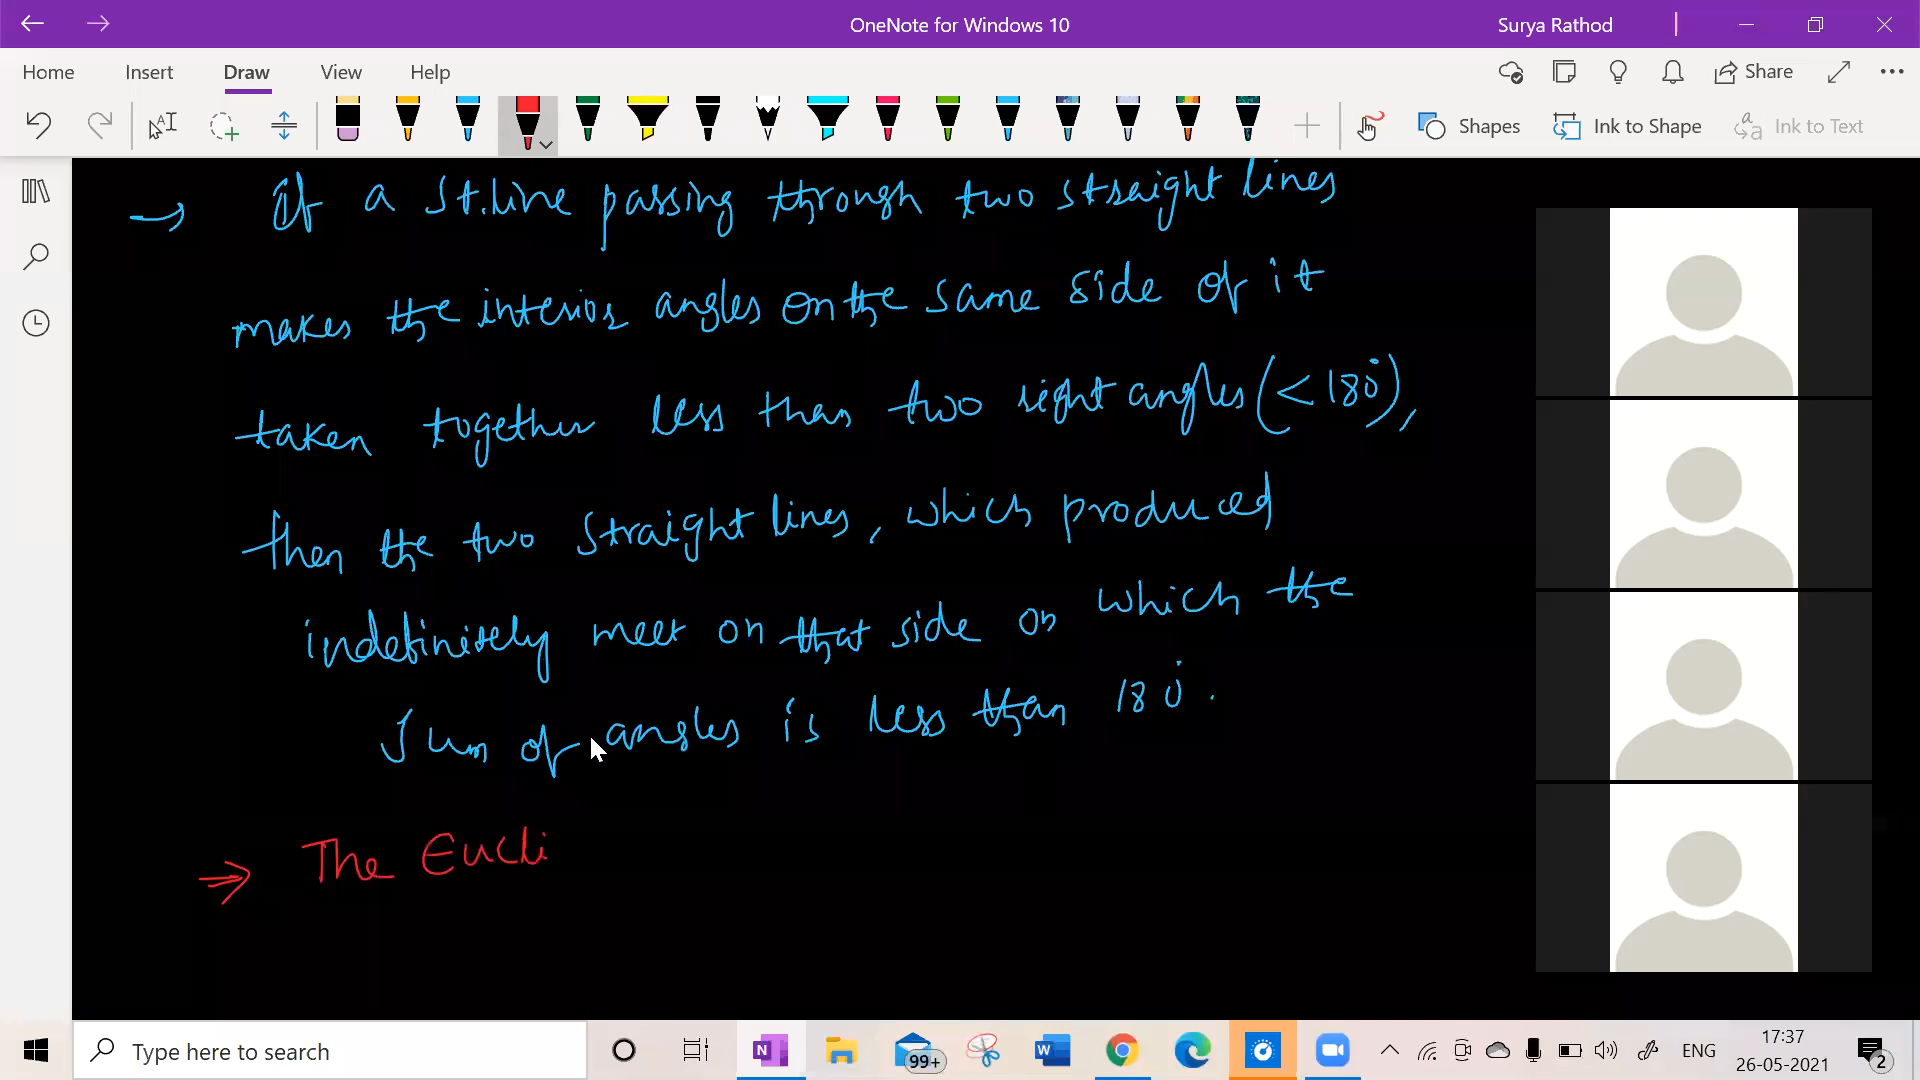 OneNote for Windows 10
Surya Rathod
Home Insert Draw View Help
Share
Shapes
Ink to Shape
Ink to Text
If a St.line passing through two straight lines
makes the interior angles on the same side of it
taken together less than two right angles (< 180°),
then the two straight lines, which produced
indefinitely meet on that side on which the
Sum of angles is less than 180°.
⇒ The Eucli
Type here to search
99+
ENG
17:37
26-05-2021
2